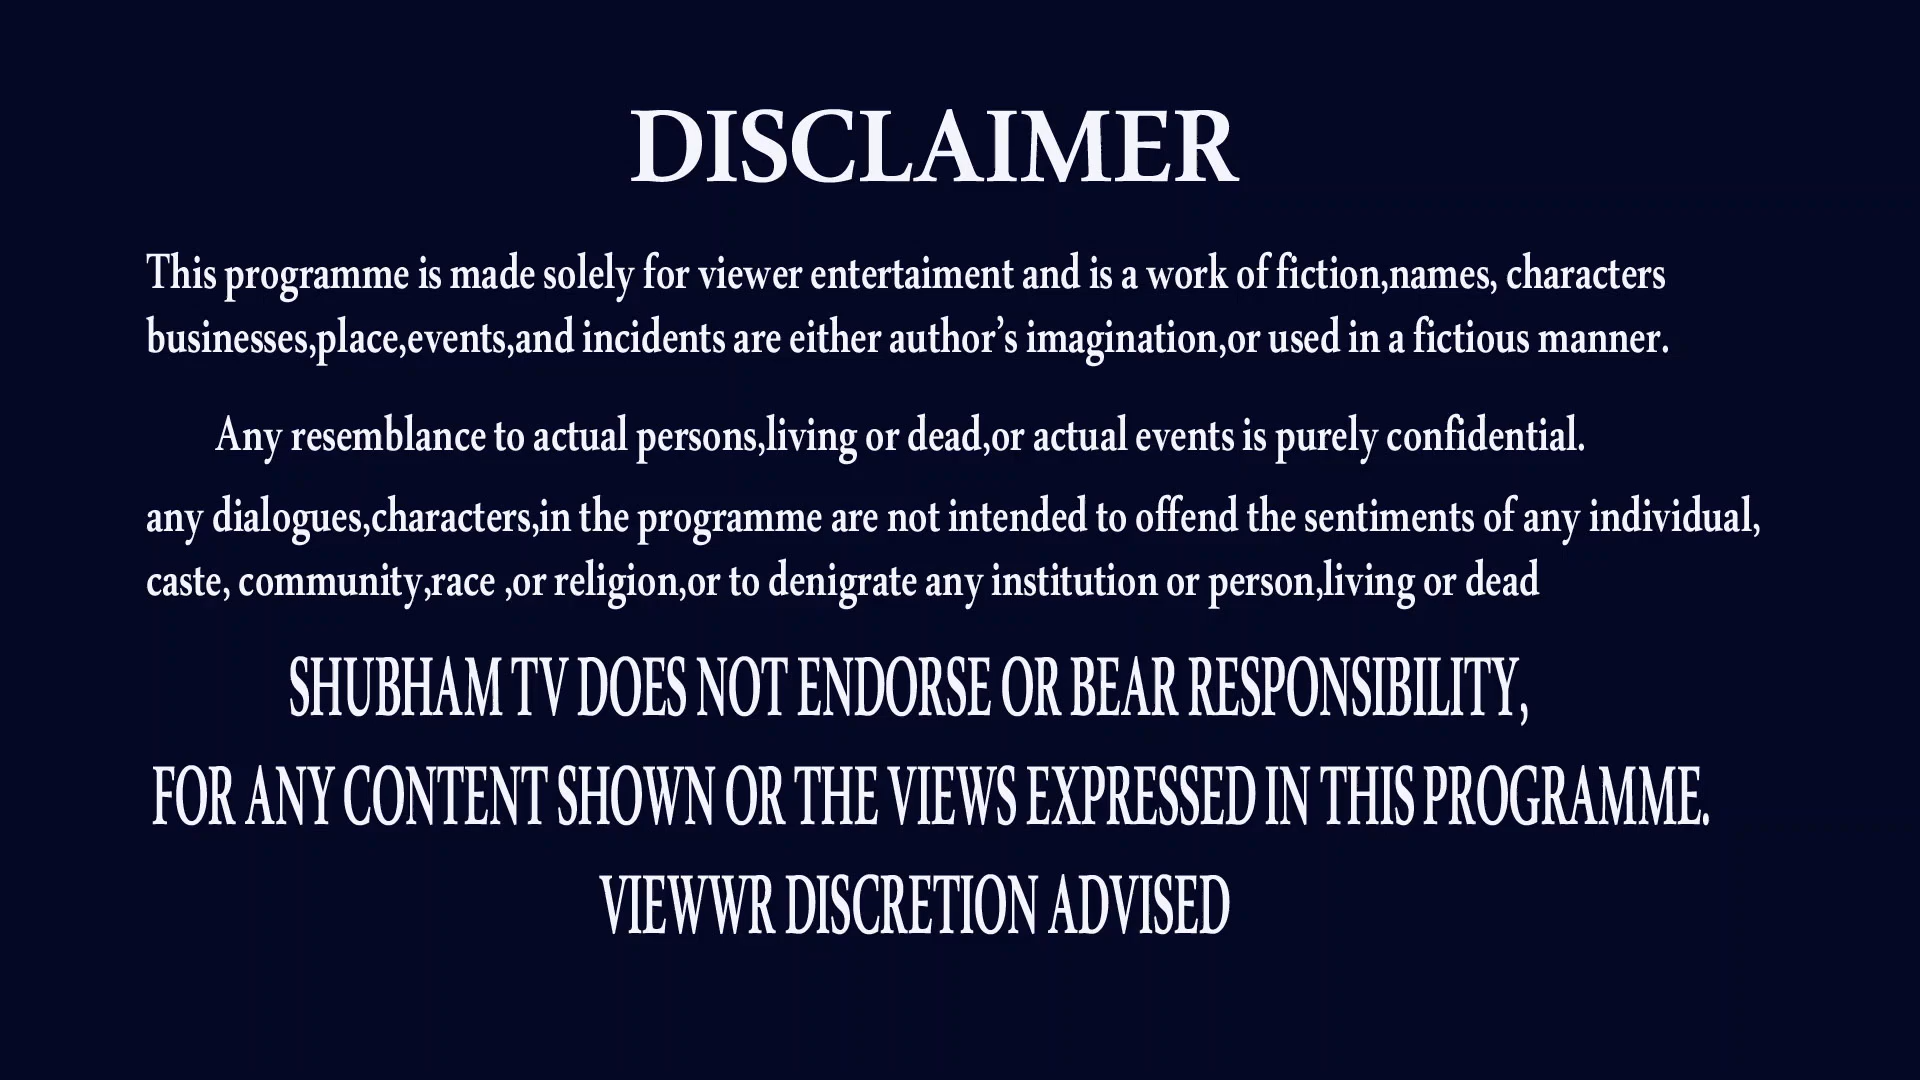 DISCLAIMER
This programme is made solely for viewer entertaiment and is a work of fiction,names, characters
businesses,place,events,and incidents are either author’s imagination,or used in a fictious manner.
Any resemblance to actual persons,living or dead,or actual events is purely confidential.
any dialogues,characters,in the programme are not intended to offend the sentiments of any individual,
caste, community,race ,or religion,or to denigrate any institution or person,living or dead
SHUBHAM TV DOES NOT ENDORSE OR BEAR RESPONSIBILITY,
FOR ANY CONTENT SHOWN OR THE VIEWS EXPRESSED IN THIS PROGRAMME.
VIEWWR DISCRETION ADVISED